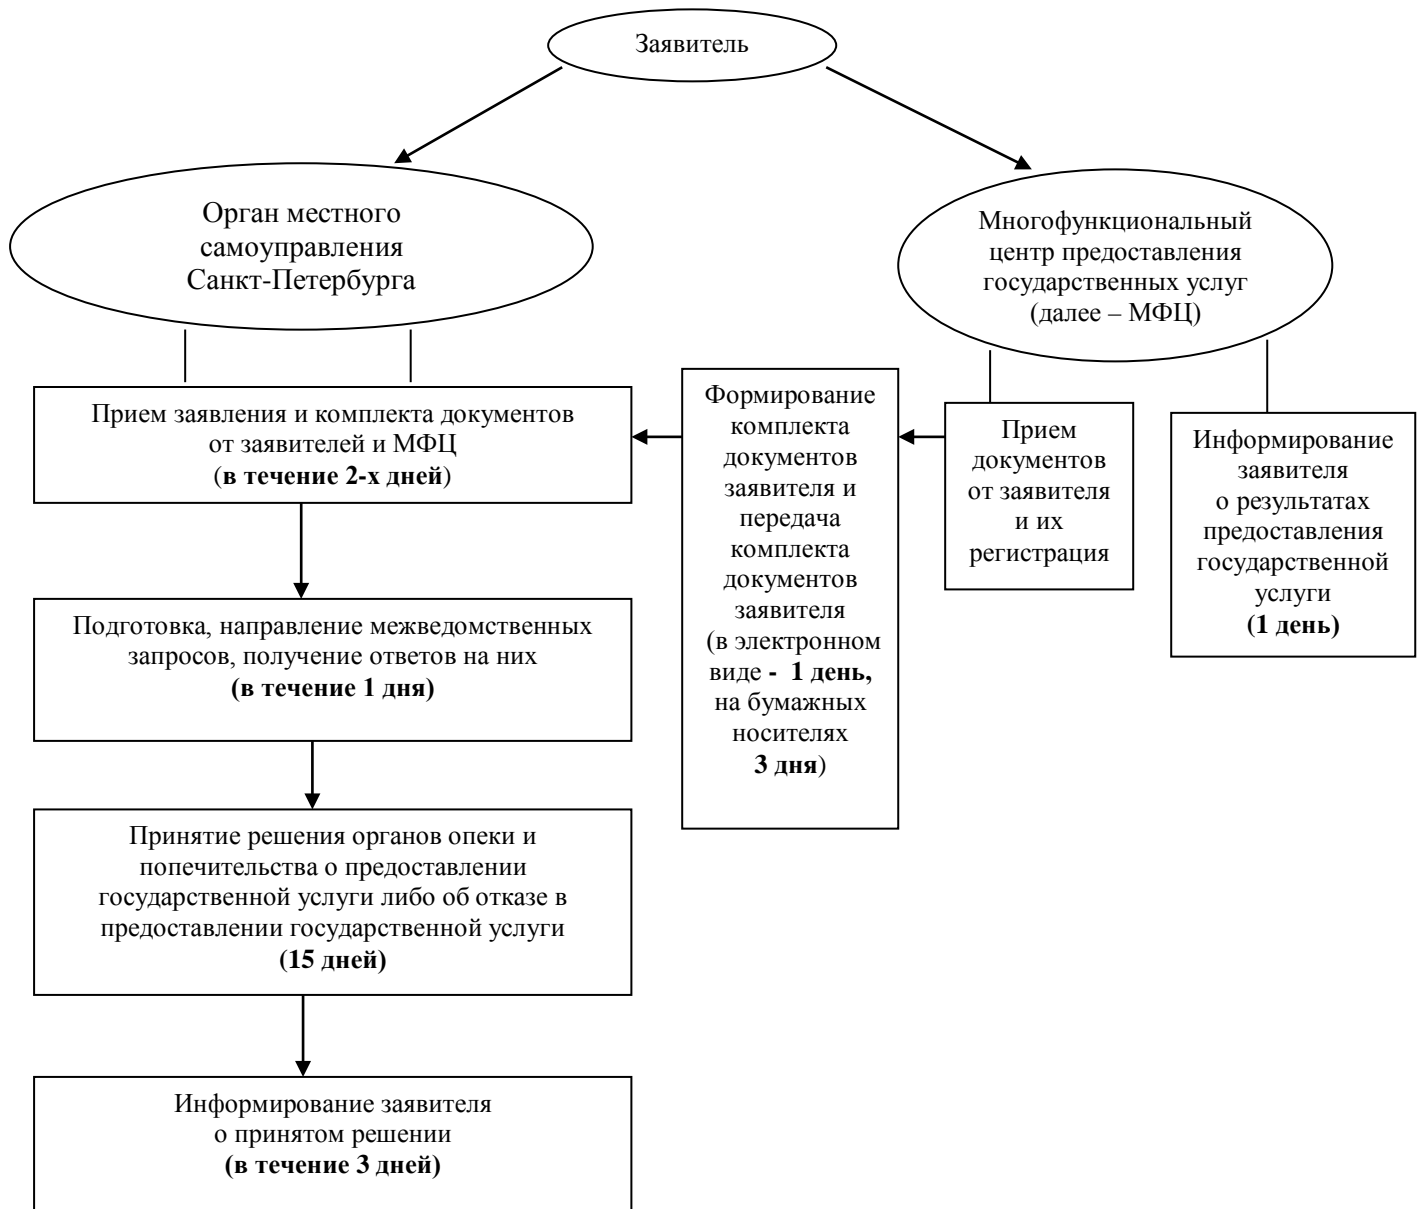 Заявитель
Орган местного
самоуправления
Санкт-Петербурга
Многофункциональный
центр предоставления
государственных услуг
(далее – МФЦ)
Прием заявления и комплекта документов
от заявителей и МФЦ
(в течение 2-х дней)
Формирование
комплекта
документов
заявителя и
передача
комплекта
документов
заявителя
(в электронном
виде - 1 день,
на бумажных
носителях
3 дня)
Прием
документов
от заявителя
и их
регистрация
Информирование
заявителя
о результатах
предоставления
государственной
услуги
(1 день)
Подготовка, направление межведомственных
запросов, получение ответов на них
(в течение 1 дня)
Принятие решения органов опеки и
попечительства о предоставлении
государственной услуги либо об отказе в
предоставлении государственной услуги
(15 дней)
Информирование заявителя
о принятом решении
(в течение 3 дней)